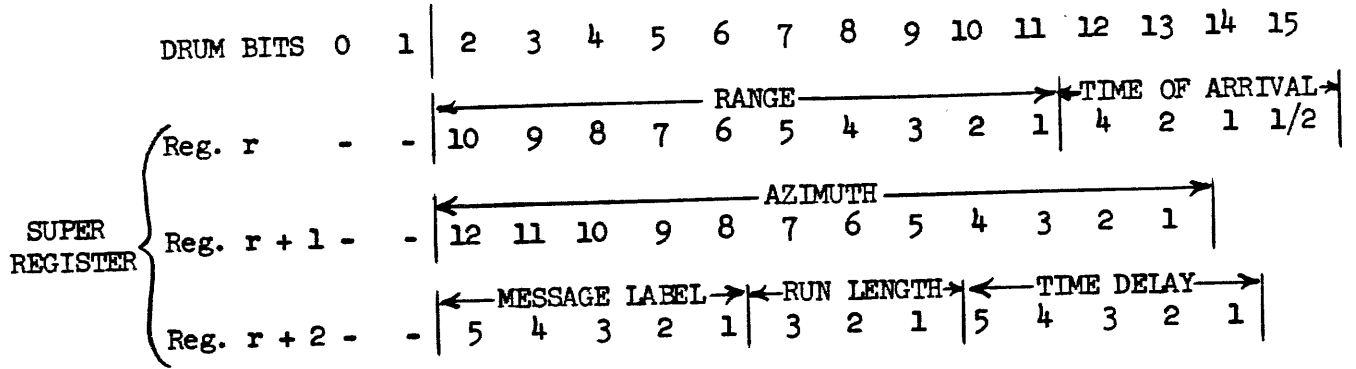 DRUM BITS 0 1 2 3 4 5 6 7 8 9 10 11 12 13 14 15
RANGE TIME OF ARRIVAL
Reg. r - - 10 9 8 7 6 5 4 3 2 1 4 2 1 1/2
AZIMUTH
SUPER REGISTER
Reg. r + 1 - - 12 11 10 9 8 7 6 5 4 3 2 1
MESSAGE LABEL RUN LENGTH TIME DELAY
Reg. r + 2 - - 5 4 3 2 1 3 2 1 5 4 3 2 1